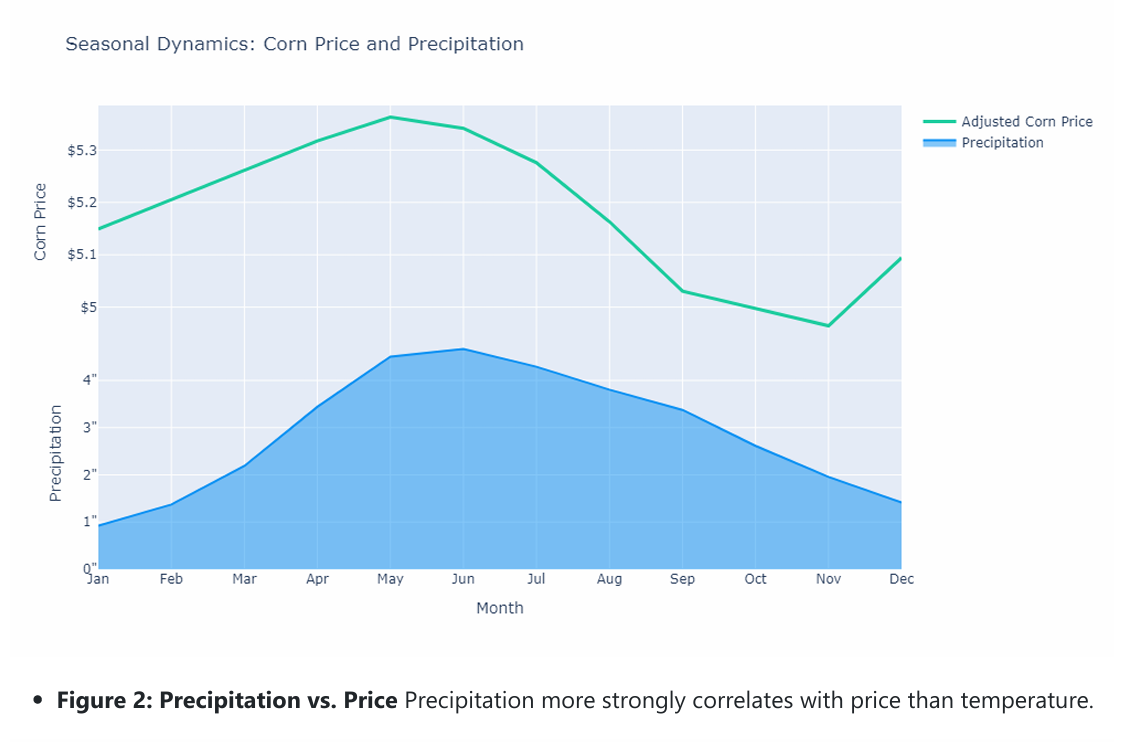 Seasonal Dynamics: Corn Price and Precipitation
Adjusted Corn Price
Precipitation
Corn Price
$5.3
$5.2
$5.1
$5
Precipitation
4"
3"
2"
1"
0"
Jan Feb Mar Apr May Jun Jul Aug Sep Oct Nov Dec
Month
• Figure 2: Precipitation vs. Price Precipitation more strongly correlates with price than temperature.